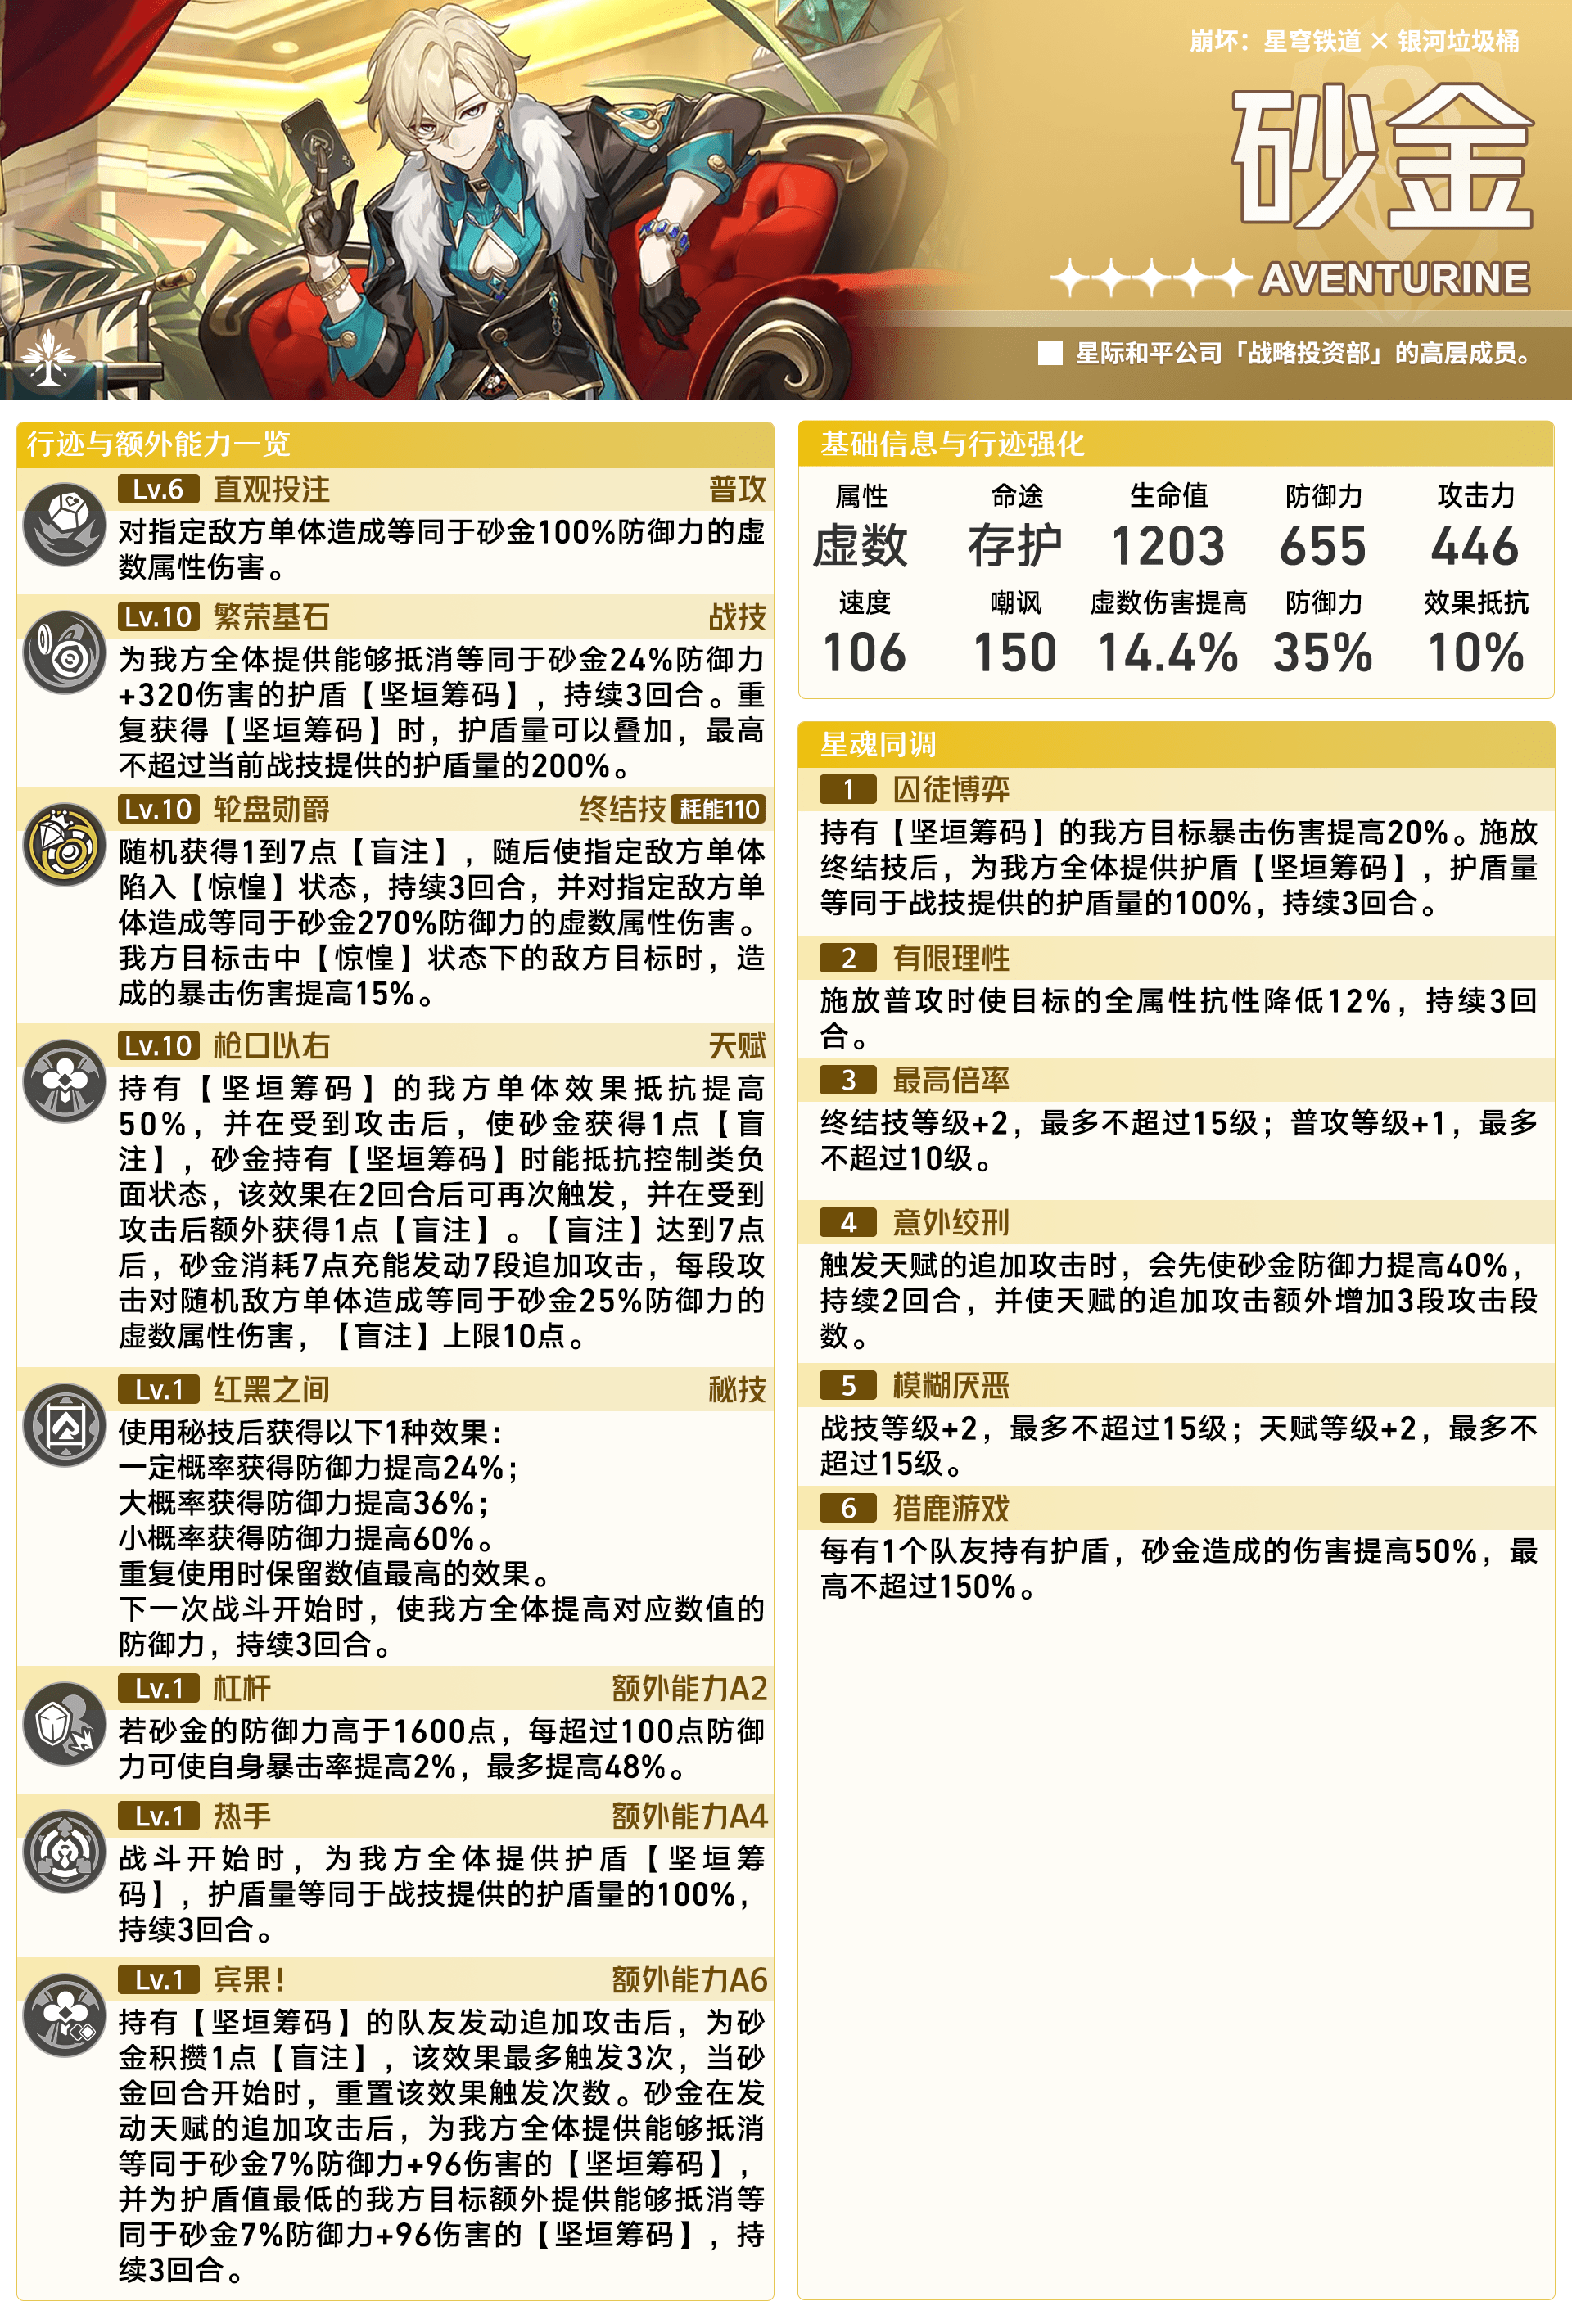 崩坏：星穹铁道 × 银河垃圾桶
砂金
AVENTURINE
星际和平公司「战略投资部」的高层成员。
行迹与额外能力一览
Lv.6 直观投注 普攻
对指定敌方单体造成等同于砂金100%防御力的虚
数属性伤害。
Lv.10 繁荣基石 战技
为我方全体提供能够抵消等同于砂金24%防御力
+320伤害的护盾【坚垣筹码】，持续3回合。重
复获得【坚垣筹码】时，护盾量可以叠加，最高
不超过当前战技提供的护盾量的200%。
Lv.10 轮盘勋爵 终结技 耗能110
随机获得1到7点【盲注】，随后使指定敌方单体
陷入【惊惶】状态，持续3回合，并对指定敌方单
体造成等同于砂金270%防御力的虚数属性伤害。
我方目标击中【惊惶】状态下的敌方目标时，造
成的暴击伤害提高15%。
Lv.10 枪口以右 天赋
持有【坚垣筹码】的我方单体效果抵抗提高
50%，并在受到攻击后，使砂金获得1点【盲
注】，砂金持有【坚垣筹码】时能抵抗控制类负
面状态，该效果在2回合后可再次触发，并在受到
攻击后额外获得1点【盲注】。【盲注】达到7点
后，砂金消耗7点充能发动7段追加攻击，每段攻
击对随机敌方单体造成等同于砂金25%防御力的
虚数属性伤害，【盲注】上限10点。
Lv.1 红黑之间 秘技
使用秘技后获得以下1种效果：
一定概率获得防御力提高24%；
大概率获得防御力提高36%；
小概率获得防御力提高60%。
重复使用时保留数值最高的效果。
下一次战斗开始时，使我方全体提高对应数值的
防御力，持续3回合。
Lv.1 杠杆 额外能力A2
若砂金的防御力高于1600点，每超过100点防御
力可使自身暴击率提高2%，最多提高48%。
Lv.1 热手 额外能力A4
战斗开始时，为我方全体提供护盾【坚垣筹
码】，护盾量等同于战技提供的护盾量的100%，
持续3回合。
Lv.1 宾果！ 额外能力A6
持有【坚垣筹码】的队友发动追加攻击后，为砂
金积攒1点【盲注】，该效果最多触发3次，当砂
金回合开始时，重置该效果触发次数。砂金在发
动天赋的追加攻击后，为我方全体提供能够抵消
等同于砂金7%防御力+96伤害的【坚垣筹码】，
并为护盾值最低的我方目标额外提供能够抵消等
同于砂金7%防御力+96伤害的【坚垣筹码】，持
续3回合。
基础信息与行迹强化
属性 命途 生命值 防御力 攻击力
虚数 存护 1203 655 446
速度 嘲讽 虚数伤害提高 防御力 效果抵抗
106 150 14.4% 35% 10%
星魂同调
1 囚徒博弈
持有【坚垣筹码】的我方目标暴击伤害提高20%。施放
终结技后，为我方全体提供护盾【坚垣筹码】，护盾量
等同于战技提供的护盾量的100%，持续3回合。
2 有限理性
施放普攻时使目标的全属性抗性降低12%，持续3回
合。
3 最高倍率
终结技等级+2，最多不超过15级；普攻等级+1，最多
不超过10级。
4 意外绞刑
触发天赋的追加攻击时，会先使砂金防御力提高40%，
持续2回合，并使天赋的追加攻击额外增加3段攻击段
数。
5 模糊厌恶
战技等级+2，最多不超过15级；天赋等级+2，最多不
超过15级。
6 猎鹿游戏
每有1个队友持有护盾，砂金造成的伤害提高50%，最
高不超过150%。